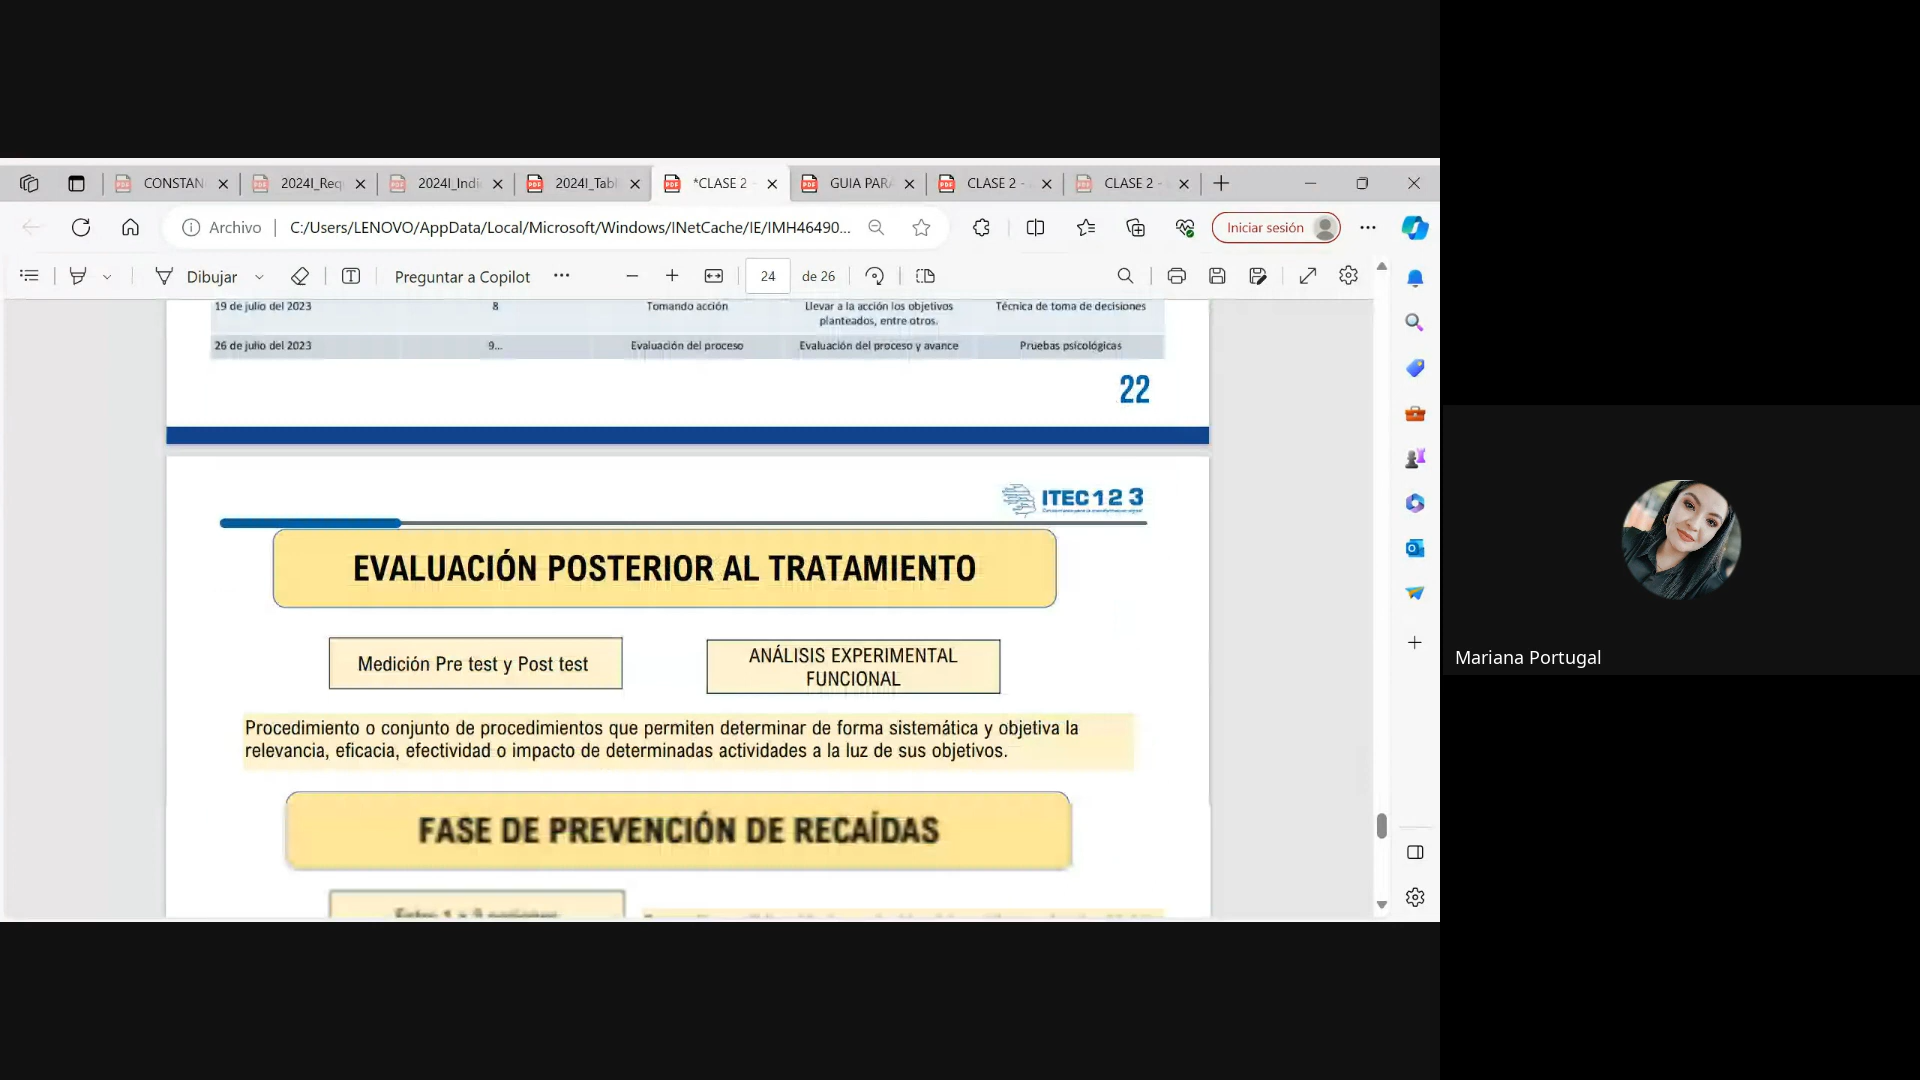 CONSTAN
2024I_Req
2024I_Indi
2024I_Tabl
*CLASE 2
GUIA PARA
CLASE 2 -
CLASE 2 -
Archivo
C:/Users/LENOVO/AppData/Local/Microsoft/Windows/INetCache/IE/IMH46490...
Iniciar sesión
Dibujar
Preguntar a Copilot
24
de 26
19 de julio del 2023
8
Tomando acción
Llevar a la acción los objetivos
planteados, entre otros.
Técnica de toma de decisiones
26 de julio del 2023
9...
Evaluación del proceso
Evaluación del proceso y avance
Pruebas psicológicas
22
ITEC 1 2 3
EVALUACIÓN POSTERIOR AL TRATAMIENTO
Medición Pre test y Post test
ANÁLISIS EXPERIMENTAL
FUNCIONAL
Procedimiento o conjunto de procedimientos que permiten determinar de forma sistemática y objetiva la
relevancia, eficacia, efectividad o impacto de determinadas actividades a la luz de sus objetivos.
FASE DE PREVENCIÓN DE RECAÍDAS
Mariana Portugal